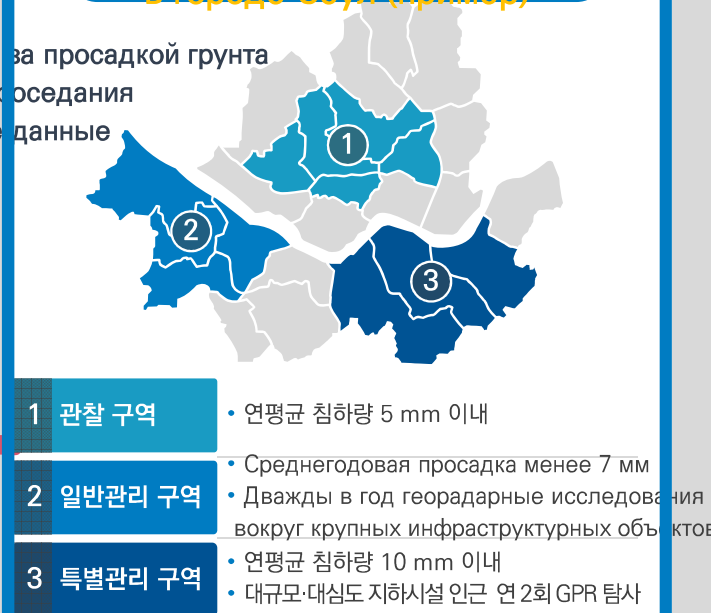 в городе Сеул (пример)
ва просадкой грунта
оседания
данные
1
2
3
1 관찰 구역
• 연평균 침하량 5 mm 이내
2 일반관리 구역
• Среднегодовая просадка менее 7 мм
• Дважды в год георадарные исследования
вокруг крупных инфраструктурных объектов
3 특별관리 구역
• 연평균 침하량 10 mm 이내
• 대규모·대심도 지하시설 인근 연 2회 GPR 탐사